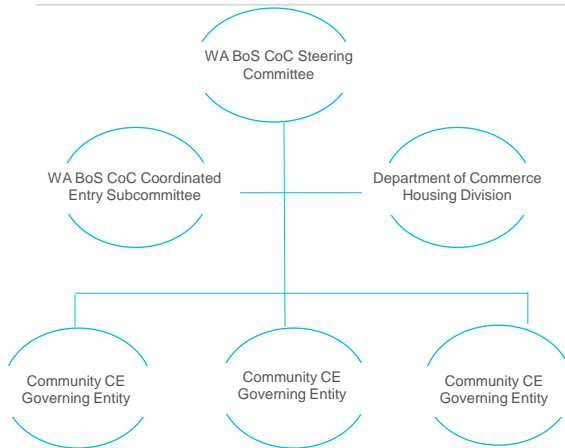 WA BoS CoC Steering
Committee
WA BoS CoC Coordinated
Entry Subcommittee
Department of Commerce
Housing Division
Community CE
Governing Entity
Community CE
Governing Entity
Community CE
Governing Entity